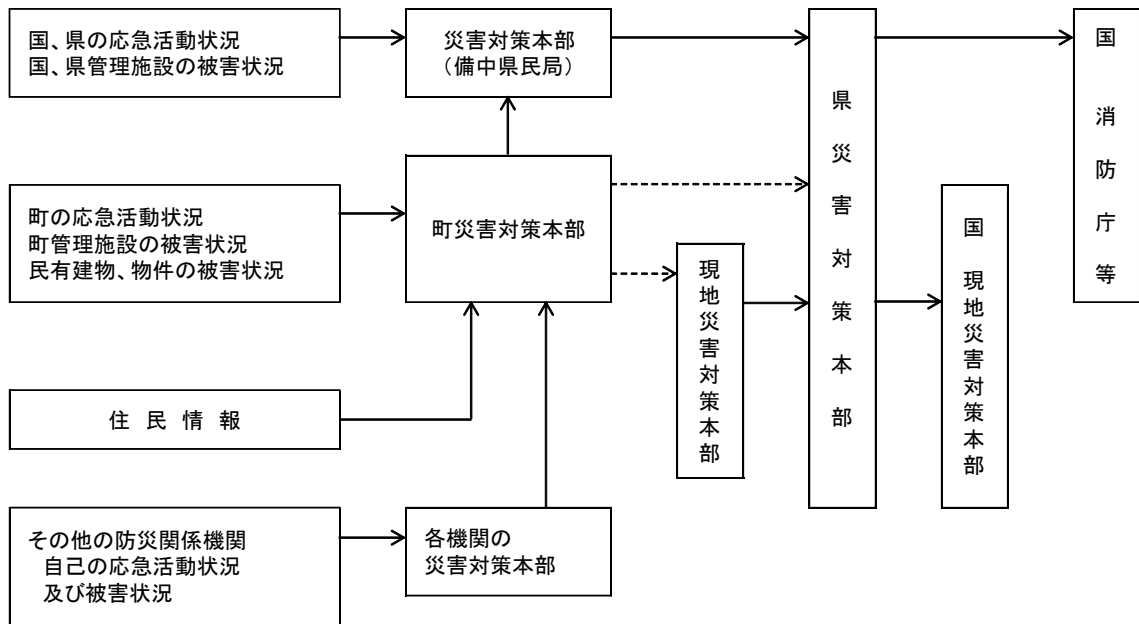 国、県の応急活動状況
国、県管理施設の被害状況
災害対策本部
（備中県民局）
県災害対策本部
国 消防庁等
町の応急活動状況
町管理施設の被害状況
民有建物、物件の被害状況
町災害対策本部
現地災害対策本部
国 現地災害対策本部
住 民 情 報
その他の防災関係機関
自己の応急活動状況
及び被害状況
各機関の
災害対策本部